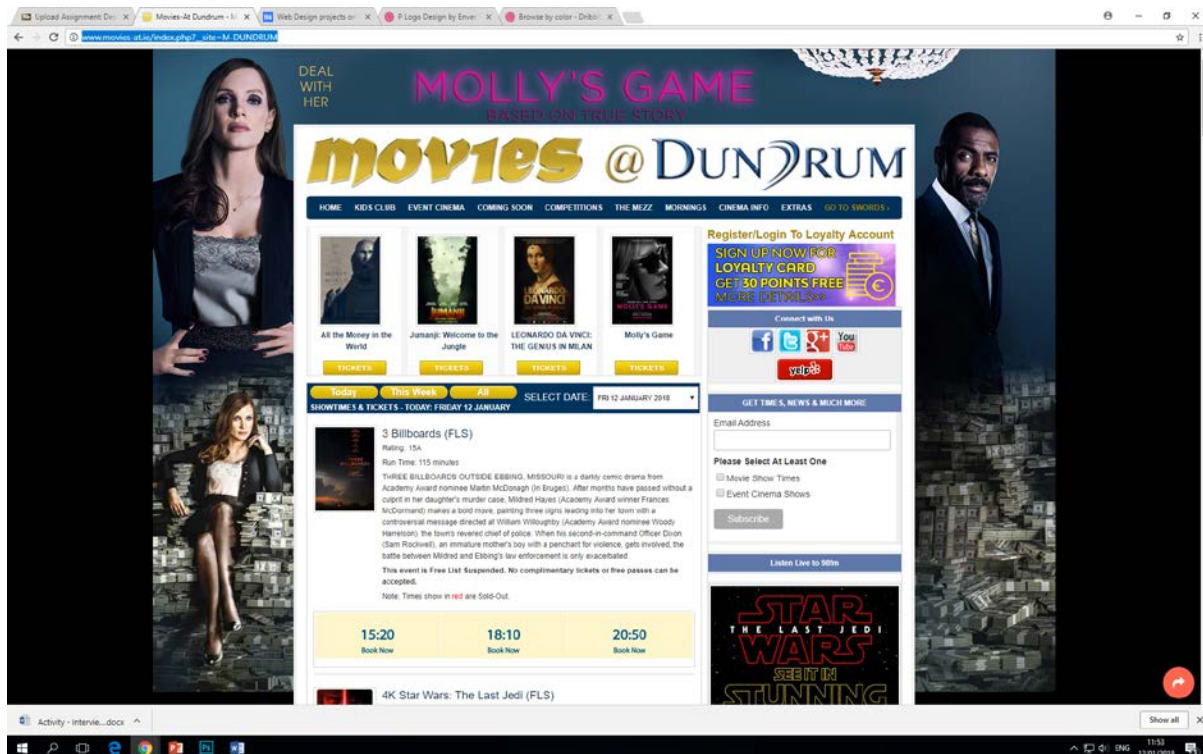 Upload Assignment: Des
Movies-At Dundrum - M
Web Design projects on
P Logo Design by Enver
Browse by color - Dribb
www.movies-at.ie/index.php?_site=M-DUNDRUM
DEAL
WITH
HER
MOLLY'S GAME
BASED ON TRUE STORY
movies @ DUNDRUM
HOME KIDS CLUB EVENT CINEMA COMING SOON COMPETITIONS THE MEZZ MORNINGS CINEMA INFO EXTRAS GO TO SWORDS ›
All the Money in the
World
TICKETS
JUMANJI
Jumanji: Welcome to the
Jungle
TICKETS
LEONARDO
DA VINCI
LEONARDO DA VINCI:
THE GENIUS IN MILAN
TICKETS
MOLLY'S GAME
Molly's Game
TICKETS
Register/Login To Loyalty Account
SIGN UP NOW FOR
LOYALTY CARD
GET 30 POINTS FREE
MORE DETAILS>>
Connect with Us
You
Tube
yelp
Today This Week All SELECT DATE: FRI 12 JANUARY 2018
SHOWTIMES & TICKETS - TODAY: FRIDAY 12 JANUARY
3 Billboards (FLS)
Rating: 15A
Run Time: 115 minutes
THREE BILLBOARDS OUTSIDE EBBING, MISSOURI is a darkly comic drama from
Academy Award nominee Martin McDonagh (In Bruges). After months have passed without a
culprit in her daughter's murder case, Mildred Hayes (Academy Award winner Frances
McDormand) makes a bold move, painting three signs leading into her town with a
controversial message directed at William Willoughby (Academy Award nominee Woody
Harrelson), the town's revered chief of police. When his second-in-command Officer Dixon
(Sam Rockwell), an immature mother's boy with a penchant for violence, gets involved, the
battle between Mildred and Ebbing's law enforcement is only exacerbated.
This event is Free List Suspended. No complimentary tickets or free passes can be
accepted.
Note: Times show in red are Sold-Out.
15:20 18:10 20:50
Book Now Book Now Book Now
4K Star Wars: The Last Jedi (FLS)
GET TIMES, NEWS & MUCH MORE
Email Address
Please Select At Least One
Movie Show Times
Event Cinema Shows
Subscribe
Listen Live to 98fm
STAR
THE LAST JEDI
WARS
SEE IT IN
STUNNING
Activity - Intervie....docx
Show all
ENG
11:53
12/01/2018